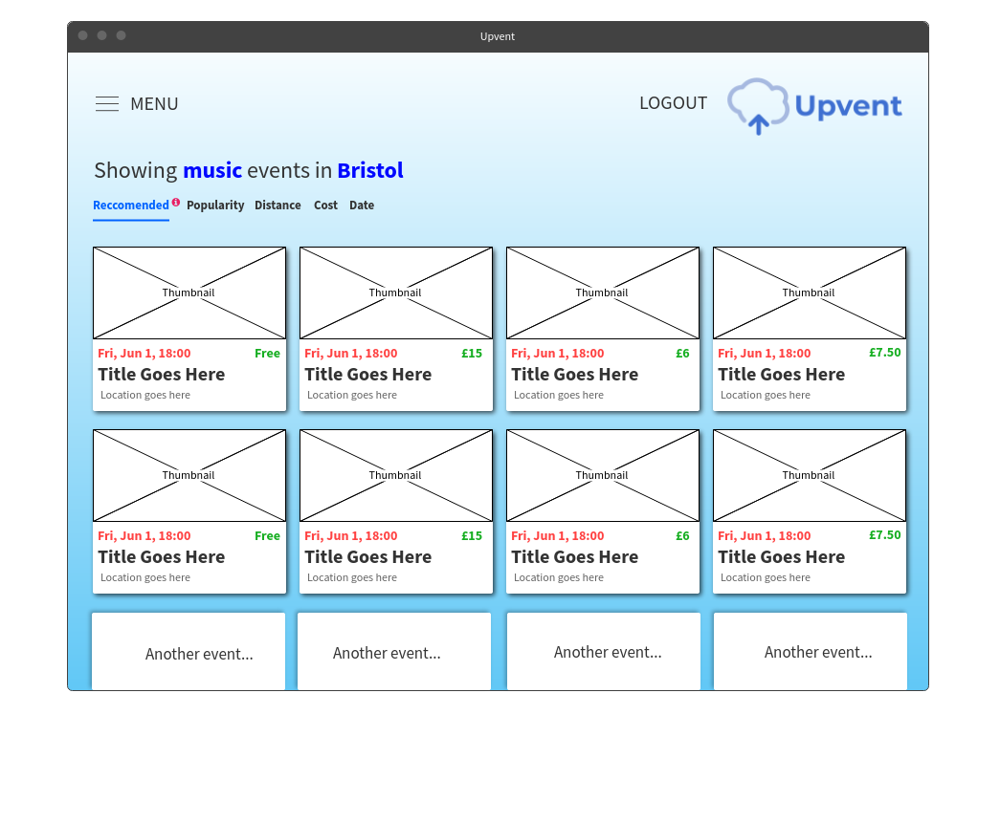 Upvent
MENU
LOGOUT
Upvent
Showing music events in Bristol
Reccomended Popularity Distance Cost Date
Thumbnail Thumbnail Thumbnail Thumbnail
Fri, Jun 1, 18:00 Free Fri, Jun 1, 18:00 £15 Fri, Jun 1, 18:00 £6 Fri, Jun 1, 18:00 £7.50
Title Goes Here Title Goes Here Title Goes Here Title Goes Here
Location goes here Location goes here Location goes here Location goes here
Thumbnail Thumbnail Thumbnail Thumbnail
Fri, Jun 1, 18:00 Free Fri, Jun 1, 18:00 £15 Fri, Jun 1, 18:00 £6 Fri, Jun 1, 18:00 £7.50
Title Goes Here Title Goes Here Title Goes Here Title Goes Here
Location goes here Location goes here Location goes here Location goes here
Another event... Another event... Another event... Another event...